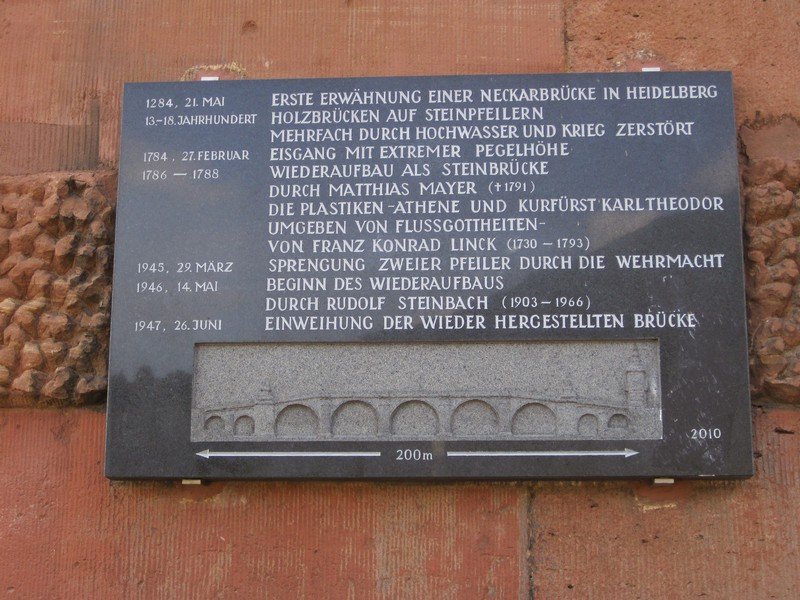 1284, 21. MAI ERSTE ERWÄHNUNG EINER NECKARBRÜCKE IN HEIDELBERG
13.-18. JAHRHUNDERT HOLZBRÜCKEN AUF STEINPFEILERN
MEHRFACH DURCH HOCHWASSER UND KRIEG ZERSTÖRT
1784, 27. FEBRUAR EISGANG MIT EXTREMER PEGELHÖHE
1786 – 1788 WIEDERAUFBAU ALS STEINBRÜCKE
DURCH MATTHIAS MAYER († 1791)
DIE PLASTIKEN - ATHENE UND KURFÜRST KARL THEODOR
UMGEBEN VON FLUSSGOTTHEITEN -
VON FRANZ KONRAD LINCK (1730 – 1793)
1945, 29. MÄRZ SPRENGUNG ZWEIER PFEILER DURCH DIE WEHRMACHT
1946, 14. MAI BEGINN DES WIEDERAUFBAUS
DURCH RUDOLF STEINBACH (1903 – 1966)
1947, 26. JUNI EINWEIHUNG DER WIEDER HERGESTELLTEN BRÜCKE
2010
200m